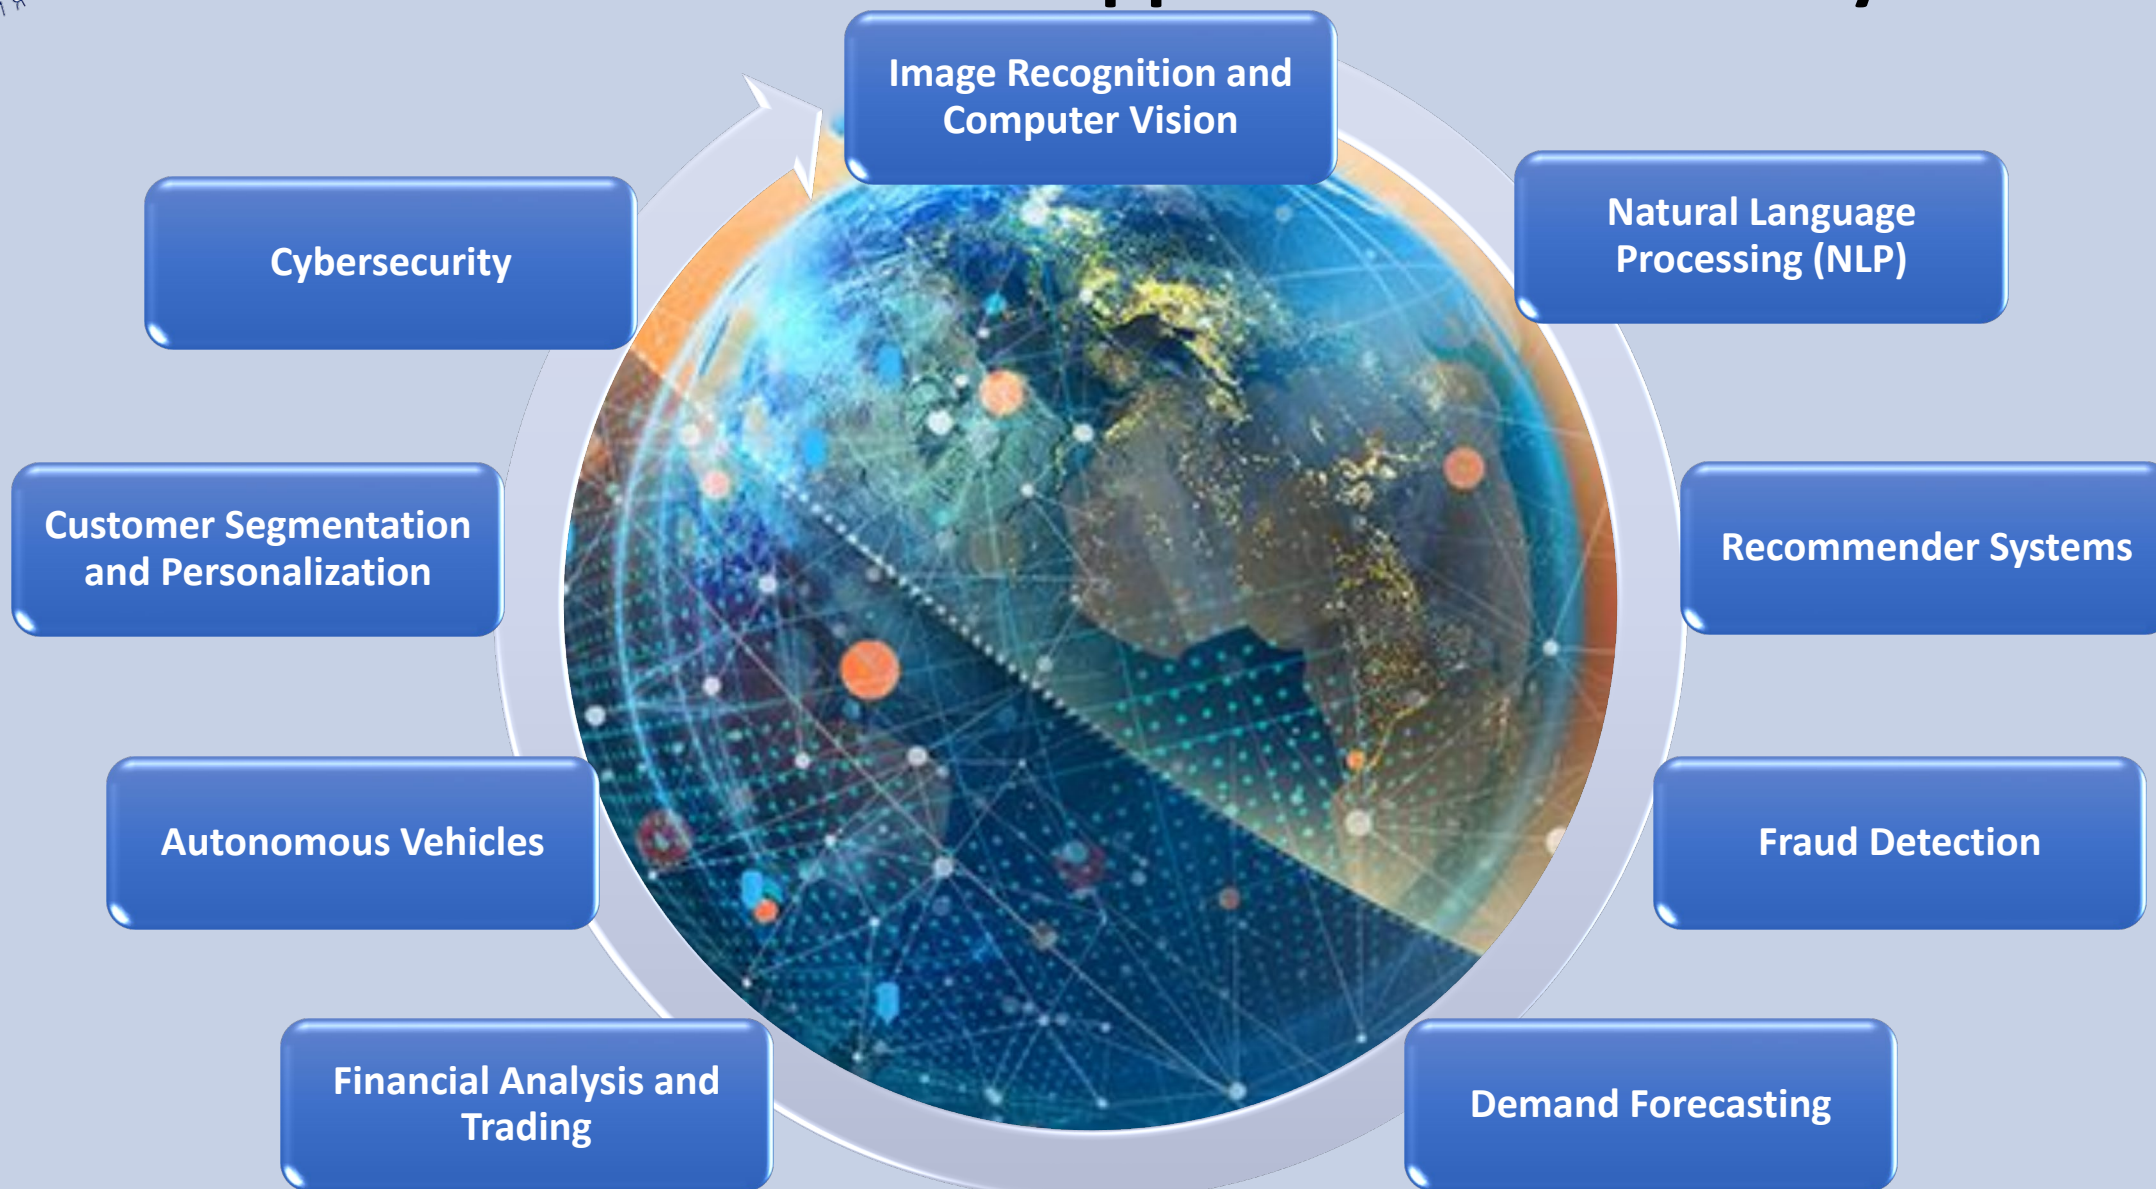 Image Recognition and
Computer Vision
Natural Language
Processing (NLP)
Recommender Systems
Fraud Detection
Demand Forecasting
Financial Analysis and
Trading
Autonomous Vehicles
Customer Segmentation
and Personalization
Cybersecurity